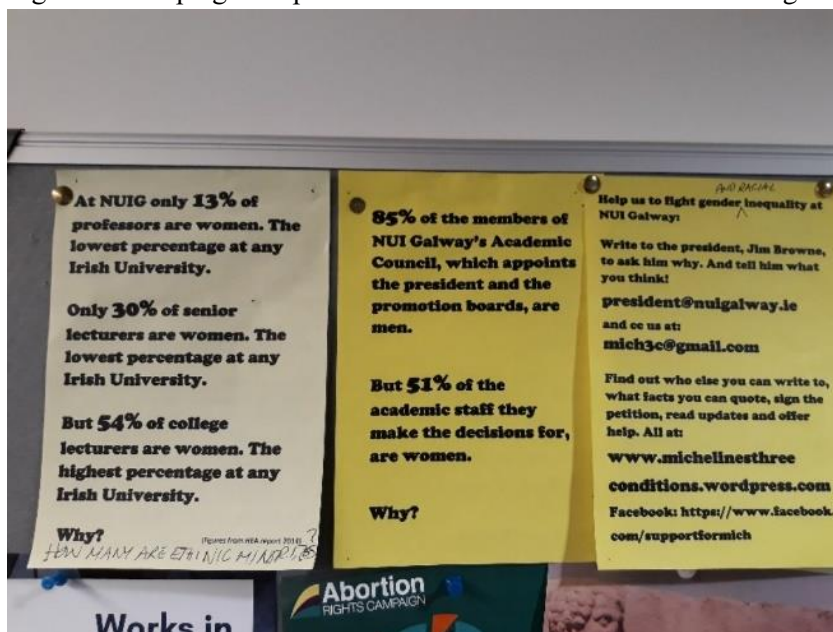 At NUIG only 13% of
professors are women. The
lowest percentage at any
Irish University.
Only 30% of senior
lecturers are women. The
lowest percentage at any
Irish University.
But 54% of college
lecturers are women. The
highest percentage at any
Irish University.
Why?
(Figures from HEA report 2014)
HOW MANY ARE ETHINIC MINORITIES?
85% of the members of
NUI Galway's Academic
Council, which appoints
the president and the
promotion boards, are
men.
But 51% of the
academic staff they
make the decisions for,
are women.
Why?
AND RACIAL
Help us to fight gender inequality at
NUI Galway:
Write to the president, Jim Browne,
to ask him why. And tell him what
you think!
president@nuigalway.ie
and cc us at:
mich3c@gmail.com
Find out who else you can write to,
what facts you can quote, sign the
petition, read updates and offer
help. All at:
www.michelinesthree
conditions.wordpress.com
Facebook: https://www.facebook.
com/supportformich
Works in
Abortion
RIGHTS CAMPAIGN